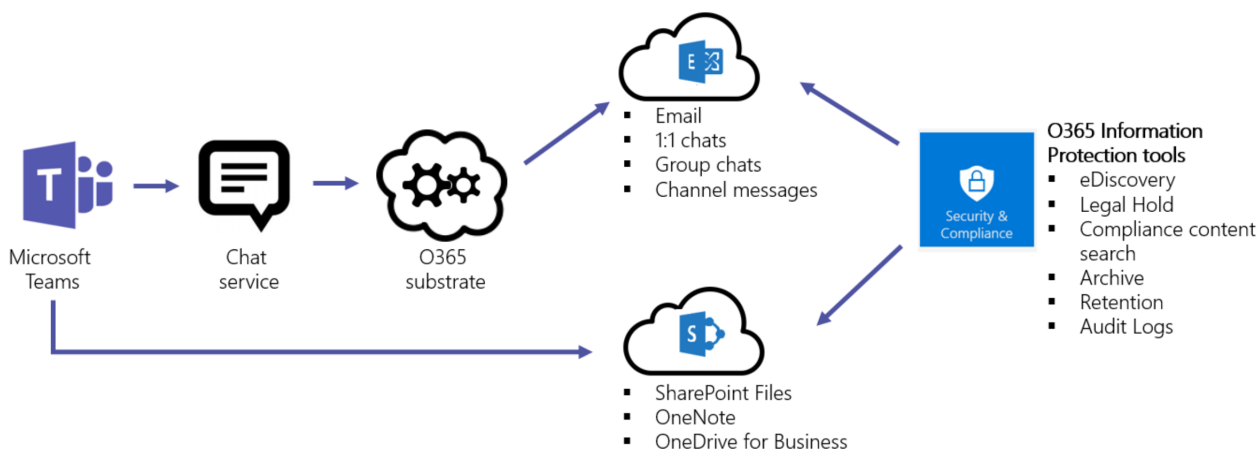 T
Microsoft
Teams
Chat
service
O365
substrate
E
▪ Email
▪ 1:1 chats
▪ Group chats
▪ Channel messages
S
▪ SharePoint Files
▪ OneNote
▪ OneDrive for Business
Security &
Compliance
O365 Information
Protection tools
▪ eDiscovery
▪ Legal Hold
▪ Compliance content
search
▪ Archive
▪ Retention
▪ Audit Logs